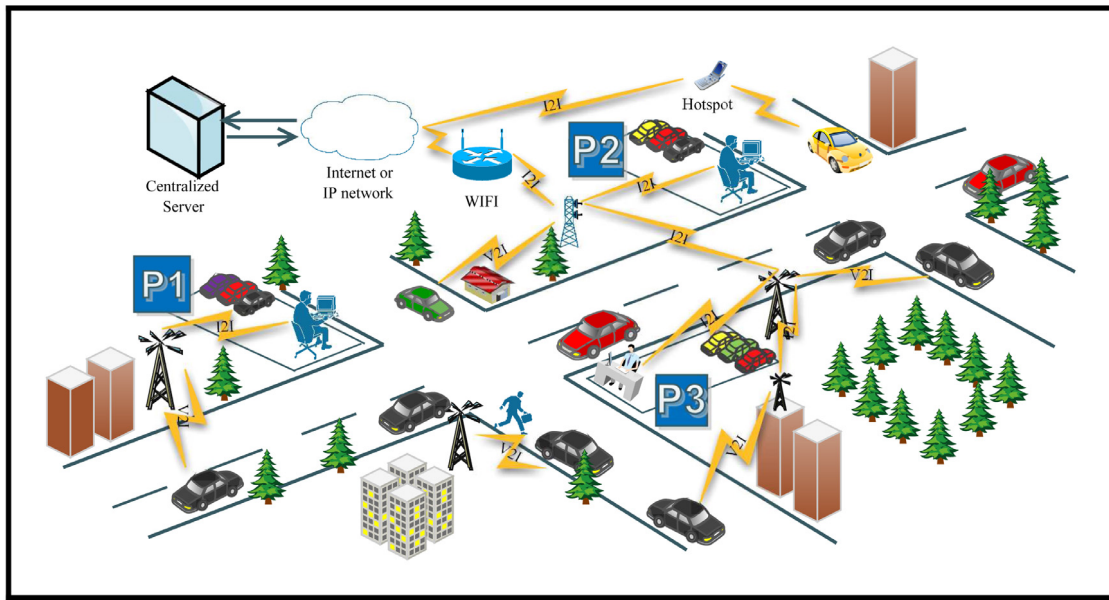 I2I
Hotspot
P2
Centralized
Server
Internet or
IP network
WIFI
I2I
I2I
I2I
V2I
P1
I2I
V2I
I2I
I2I
P3
V2I
V2I
V2I